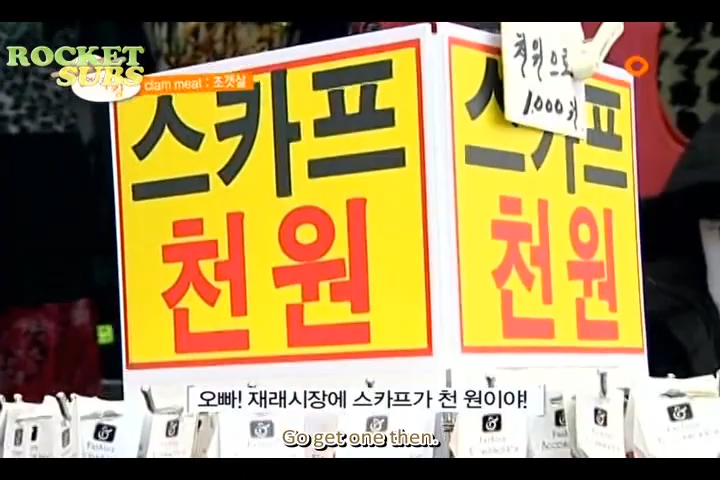 ROCKET
SUBS
clam meat : 조갯살
스카프
천원
스카프
천원
천원으로
1,000원
오빠! 재래시장에 스카프가 천 원이야!
Go get one then.